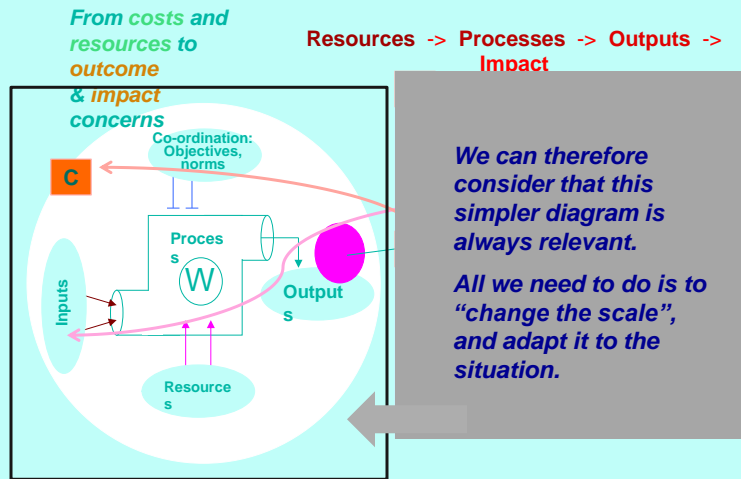 From costs and
resources to
outcome
& impact
concerns
Resources -> Processes -> Outputs ->
Impact
Co-ordination:
Objectives,
norms
C
Proces
s
W
Inputs
Output
s
Resource
s
We can therefore
consider that this
simpler diagram is
always relevant.
All we need to do is to
“change the scale”,
and adapt it to the
situation.